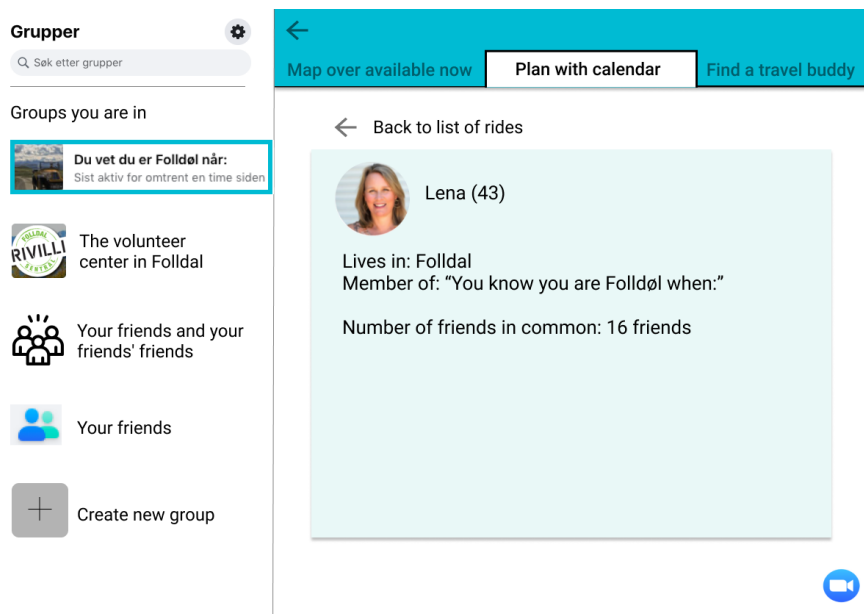 Grupper
Søk etter grupper
Groups you are in
Du vet du er Folldøl når:
Sist aktiv for omtrent en time siden
FOLLDAL
RIVILLI
SENTRAL
The volunteer
center in Folldal
Your friends and your
friends' friends
Your friends
Create new group
Map over available now
Plan with calendar
Find a travel buddy
Back to list of rides
Lena (43)
Lives in: Folldal
Member of: “You know you are Folldøl when:”
Number of friends in common: 16 friends